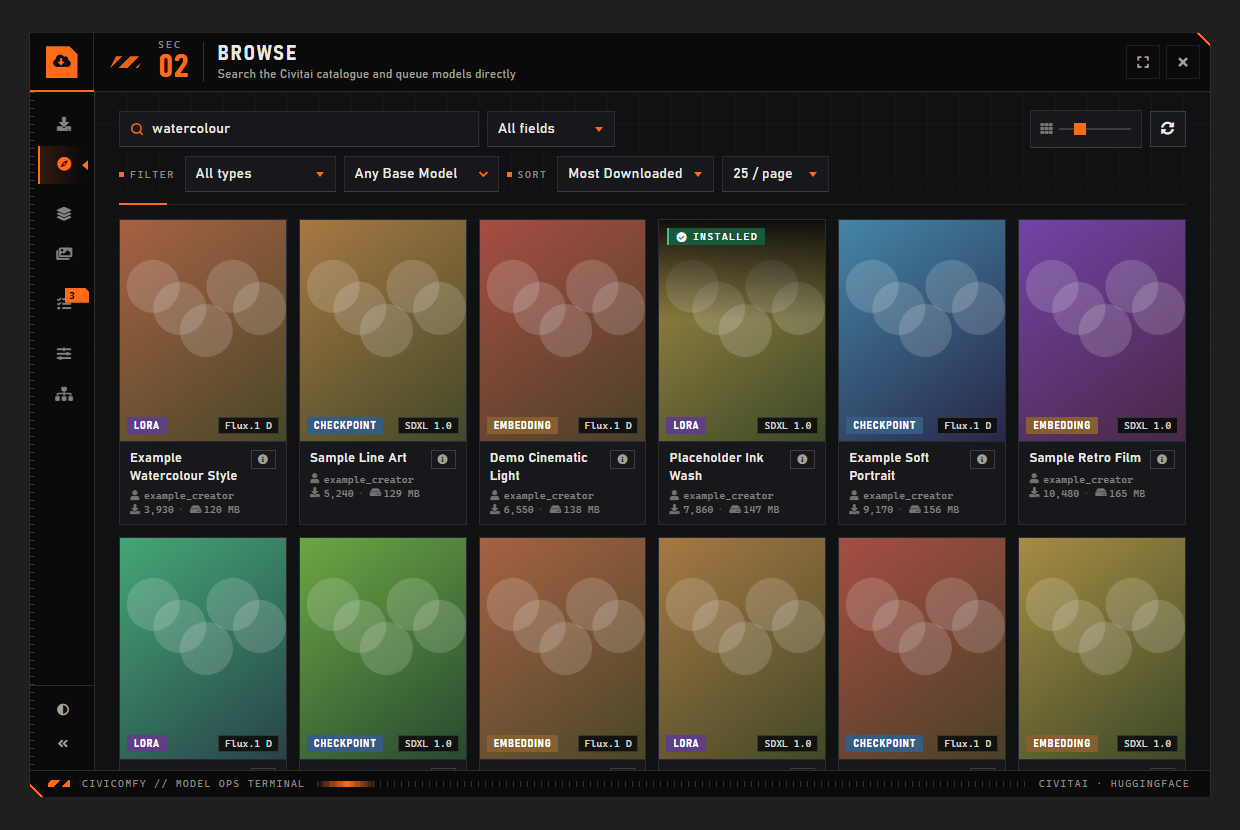 SEC
02
BROWSE
Search the Civitai catalogue and queue models directly
watercolour
All fields
FILTER
All types
Any Base Model
SORT
Most Downloaded
25 / page
3
INSTALLED
LORA
Flux.1 D
CHECKPOINT
SDXL 1.0
EMBEDDING
Flux.1 D
LORA
SDXL 1.0
CHECKPOINT
Flux.1 D
EMBEDDING
SDXL 1.0
Example
Watercolour Style
example_creator
3,930 · 120 MB
Sample Line Art
example_creator
5,240 · 129 MB
Demo Cinematic
Light
example_creator
6,550 · 138 MB
Placeholder Ink
Wash
example_creator
7,860 · 147 MB
Example Soft
Portrait
example_creator
9,170 · 156 MB
Sample Retro Film
example_creator
10,480 · 165 MB
LORA
Flux.1 D
CHECKPOINT
SDXL 1.0
EMBEDDING
Flux.1 D
LORA
SDXL 1.0
CHECKPOINT
Flux.1 D
EMBEDDING
SDXL 1.0
CIVICOMFY // MODEL OPS TERMINAL
CIVITAI · HUGGINGFACE